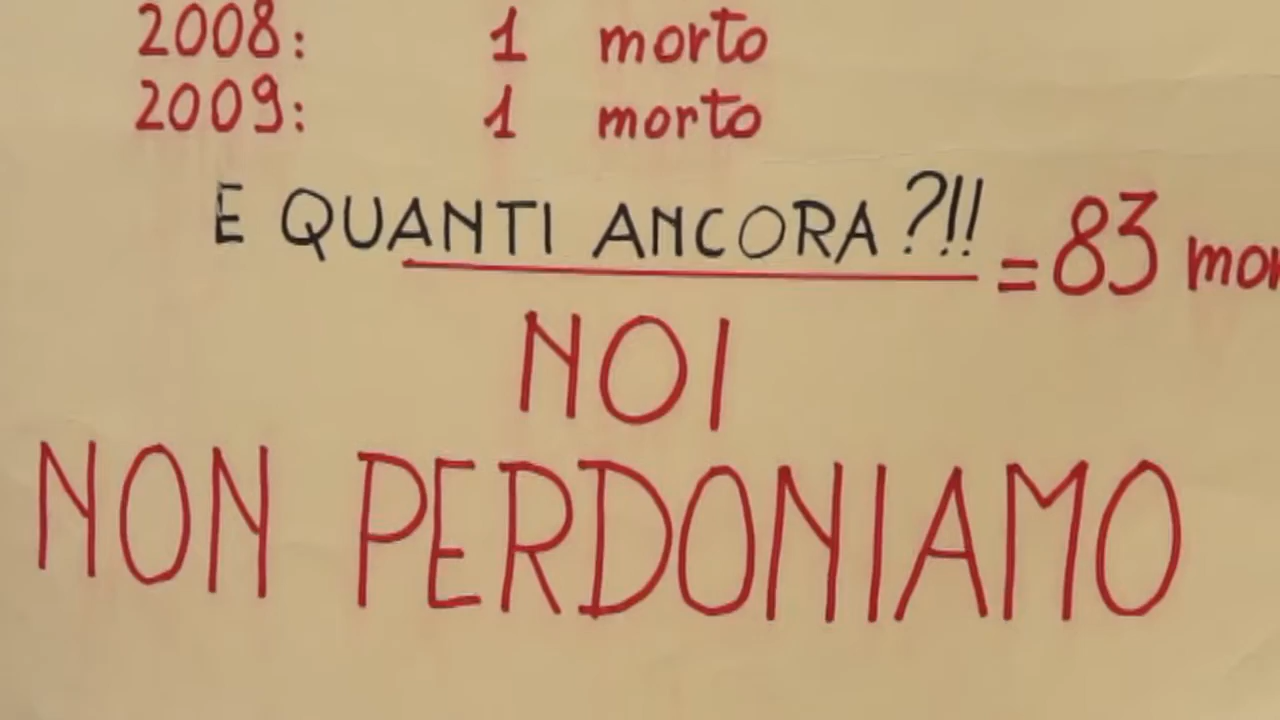 2008: 1 morto
2009: 1 morto
E QUANTI ANCORA?!! = 83
NOI
NON PERDONIAMO